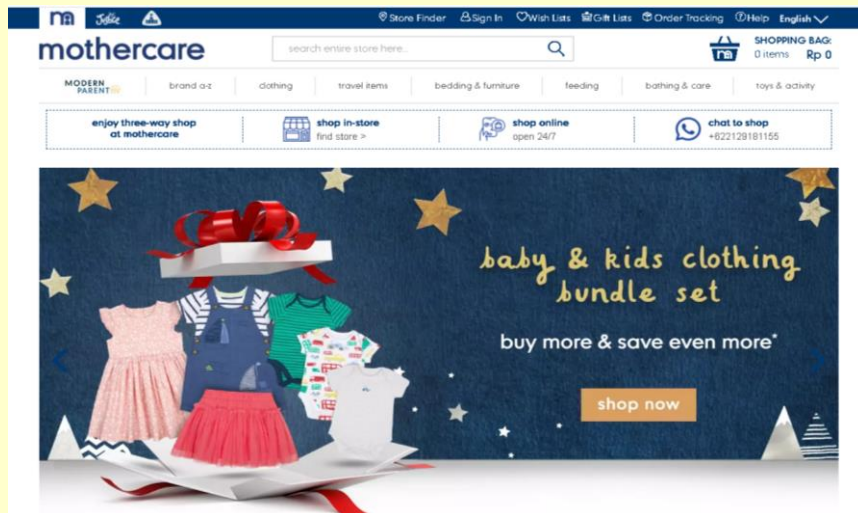 Store Finder Sign In Wish Lists Gift Lists Order Tracking Help English
mothercare
search entire store here..
SHOPPING BAG:
0 items Rp 0
MODERN PARENT
brand a-z clothing travel items bedding & furniture feeding bathing & care toys & activity
enjoy three-way shop
at mothercare
shop in-store
find store >
shop online
open 24/7
chat to shop
+622129181155
baby & kids clothing
bundle set
buy more & save even more*
shop now